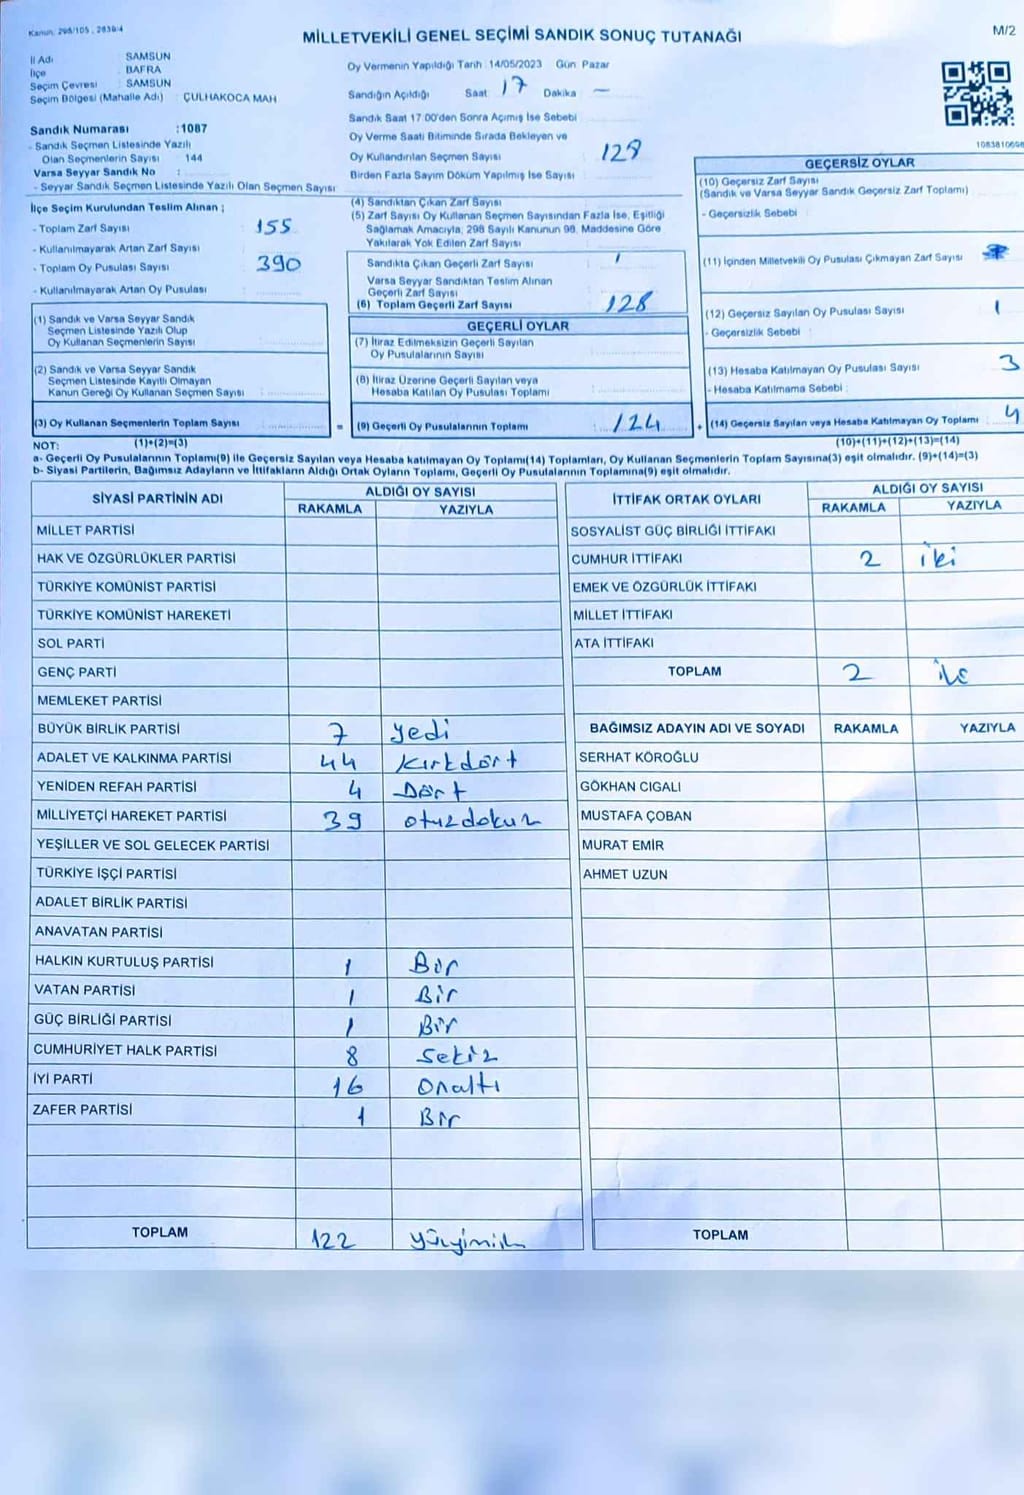 Kanun, 298/105, 2839/4
MİLLETVEKİLİ GENEL SEÇİMİ SANDIK SONUÇ TUTANAĞI
M/2
İl Adı : SAMSUN
İlçe : BAFRA
Seçim Çevresi : SAMSUN
Seçim Bölgesi (Mahalle Adı) : ÇULHAKOCA MAH
Sandık Numarası :1087
- Sandık Seçmen Listesinde Yazılı
Olan Seçmenlerin Sayısı : 144
Varsa Seyyar Sandık No :
- Seyyar Sandık Seçmen Listesinde Yazılı Olan Seçmen Sayısı
Oy Vermenin Yapıldığı Tarih :14/05/2023 Gün: Pazar
Sandığın Açıldığı Saat 17 Dakika —
Sandık Saat 17:00'den Sonra Açımış İse Sebebi
Oy Verme Saati Bitiminde Sırada Bekleyen ve
Oy Kullandırılan Seçmen Sayısı 128
Birden Fazla Sayım Döküm Yapılmış İse Sayısı
İlçe Seçim Kurulundan Teslim Alınan ;
- Toplam Zarf Sayısı 155
- Kullanılmayarak Artan Zarf Sayısı
- Toplam Oy Pusulası Sayısı 390
- Kullanılmayarak Artan Oy Pusulası
(1) Sandık ve Varsa Seyyar Sandık
Seçmen Listesinde Yazılı Olup
Oy Kullanan Seçmenlerin Sayısı
(2) Sandık ve Varsa Seyyar Sandık
Seçmen Listesinde Kayıtlı Olmayan
Kanun Gereği Oy Kullanan Seçmen Sayısı
(3) Oy Kullanan Seçmenlerin Toplam Sayısı
(1)+(2)=(3)
(4) Sandıktan Çıkan Zarf Sayısı
(5) Zarf Sayısı Oy Kullanan Seçmen Sayısından Fazla İse, Eşitliği
Sağlamak Amacıyla, 298 Sayılı Kanunun 98. Maddesine Göre
Yakılarak Yok Edilen Zarf Sayısı
Sandıkta Çıkan Geçerli Zarf Sayısı
Varsa Seyyar Sandıktan Teslim Alınan
Geçerli Zarf Sayısı
(6) Toplam Geçerli Zarf Sayısı 128
GEÇERLİ OYLAR
(7) İtiraz Edilmeksizin Geçerli Sayılan
Oy Pusulalarının Sayısı
(8) İtiraz Üzerine Geçerli Sayılan veya
Hesaba Katılan Oy Pusulası Toplamı
= (9) Geçerli Oy Pusulalarının Toplamı : 124
GEÇERSİZ OYLAR
(10) Geçersiz Zarf Sayısı
(Sandık ve Varsa Seyyar Sandık Geçersiz Zarf Toplamı)
- Geçersizlik Sebebi
(11) İçinden Milletvekili Oy Pusulası Çıkmayan Zarf Sayısı
(12) Geçersiz Sayılan Oy Pusulası Sayısı 1
- Geçersizlik Sebebi :
(13) Hesaba Katılmayan Oy Pusulası Sayısı 3
- Hesaba Katılmama Sebebi :
+ (14) Geçersiz Sayılan veya Hesaba Katılmayan Oy Toplamı 4
(10)+(11)+(12)+(13)=(14)
NOT:
a- Geçerli Oy Pusulalarının Toplamı(9) ile Geçersiz Sayılan veya Hesaba katılmayan Oy Toplamı(14) Toplamları, Oy Kullanan Seçmenlerin Toplam Sayısına(3) eşit olmalıdır. (9)+(14)=(3)
b- Siyasi Partilerin, Bağımsız Adayların ve İttifakların Aldığı Ortak Oyların Toplamı, Geçerli Oy Pusulalarının Toplamına(9) eşit olmalıdır.
SİYASİ PARTİNİN ADI ALDIĞI OY SAYISI
RAKAMLA YAZIYLA
MİLLET PARTİSİ
HAK VE ÖZGÜRLÜKLER PARTİSİ
TÜRKİYE KOMÜNİST PARTİSİ
TÜRKİYE KOMÜNİST HAREKETİ
SOL PARTİ
GENÇ PARTİ
MEMLEKET PARTİSİ
BÜYÜK BİRLİK PARTİSİ 7 yedi
ADALET VE KALKINMA PARTİSİ 44 Kırkdört
YENİDEN REFAH PARTİSİ 4 Dört
MİLLİYETÇİ HAREKET PARTİSİ 39 otuzdokuz
YEŞİLLER VE SOL GELECEK PARTİSİ
TÜRKİYE İŞÇİ PARTİSİ
ADALET BİRLİK PARTİSİ
ANAVATAN PARTİSİ
HALKIN KURTULUŞ PARTİSİ 1 Bir
VATAN PARTİSİ 1 Bir
GÜÇ BİRLİĞİ PARTİSİ 1 Bir
CUMHURİYET HALK PARTİSİ 8 Sekiz
İYİ PARTİ 16 Onaltı
ZAFER PARTİSİ 1 Bir
TOPLAM 122
İTTİFAK ORTAK OYLARI ALDIĞI OY SAYISI
RAKAMLA YAZIYLA
SOSYALİST GÜÇ BİRLİĞİ İTTİFAKI
CUMHUR İTTİFAKI 2 iki
EMEK VE ÖZGÜRLÜK İTTİFAKI
MİLLET İTTİFAKI
ATA İTTİFAKI
TOPLAM 2
BAĞIMSIZ ADAYIN ADI VE SOYADI RAKAMLA YAZIYLA
SERHAT KÖROĞLU
GÖKHAN CIGALI
MUSTAFA ÇOBAN
MURAT EMİR
AHMET UZUN
TOPLAM